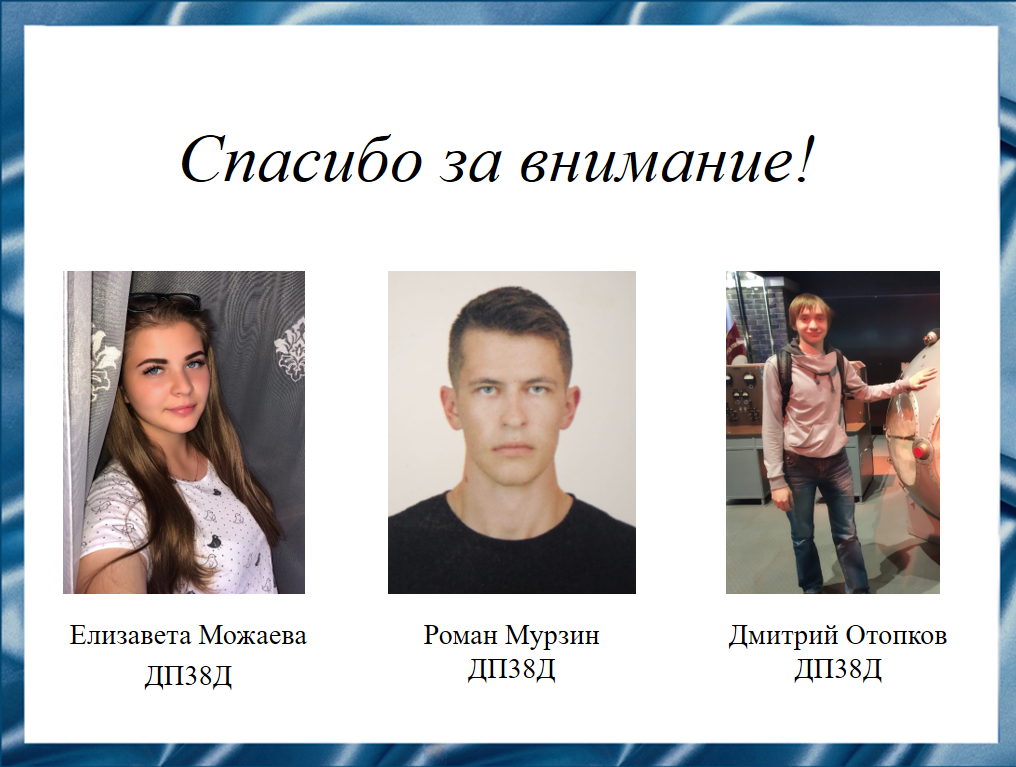 Спасибо за внимание!
Елизавета Можаева
ДП38Д
Роман Мурзин
ДП38Д
Дмитрий Отопков
ДП38Д